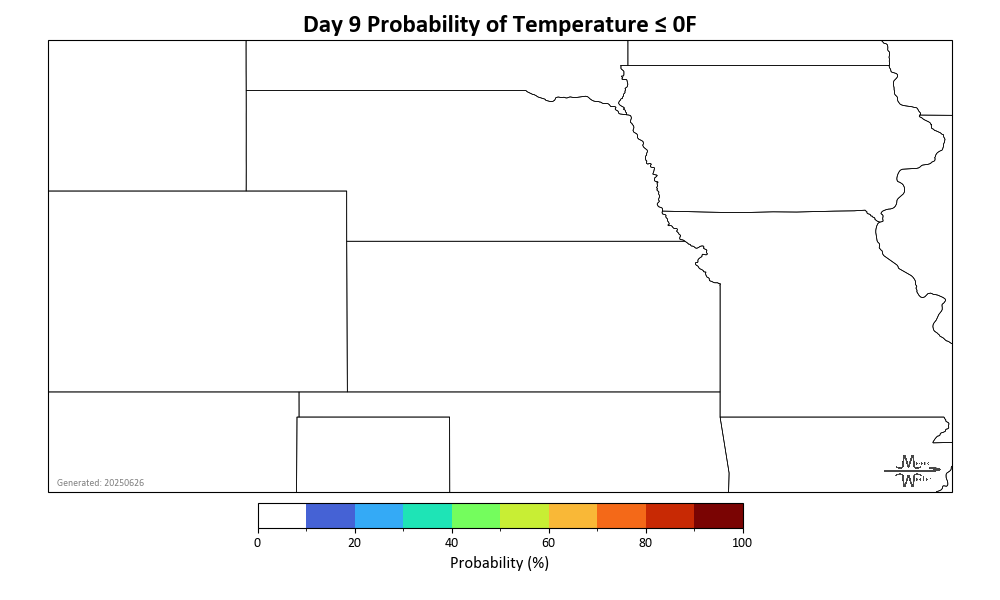 Day 9 Probability of Temperature ≤ 0F
Generated: 20250626
0 20 40 60 80 100
Probability (%)